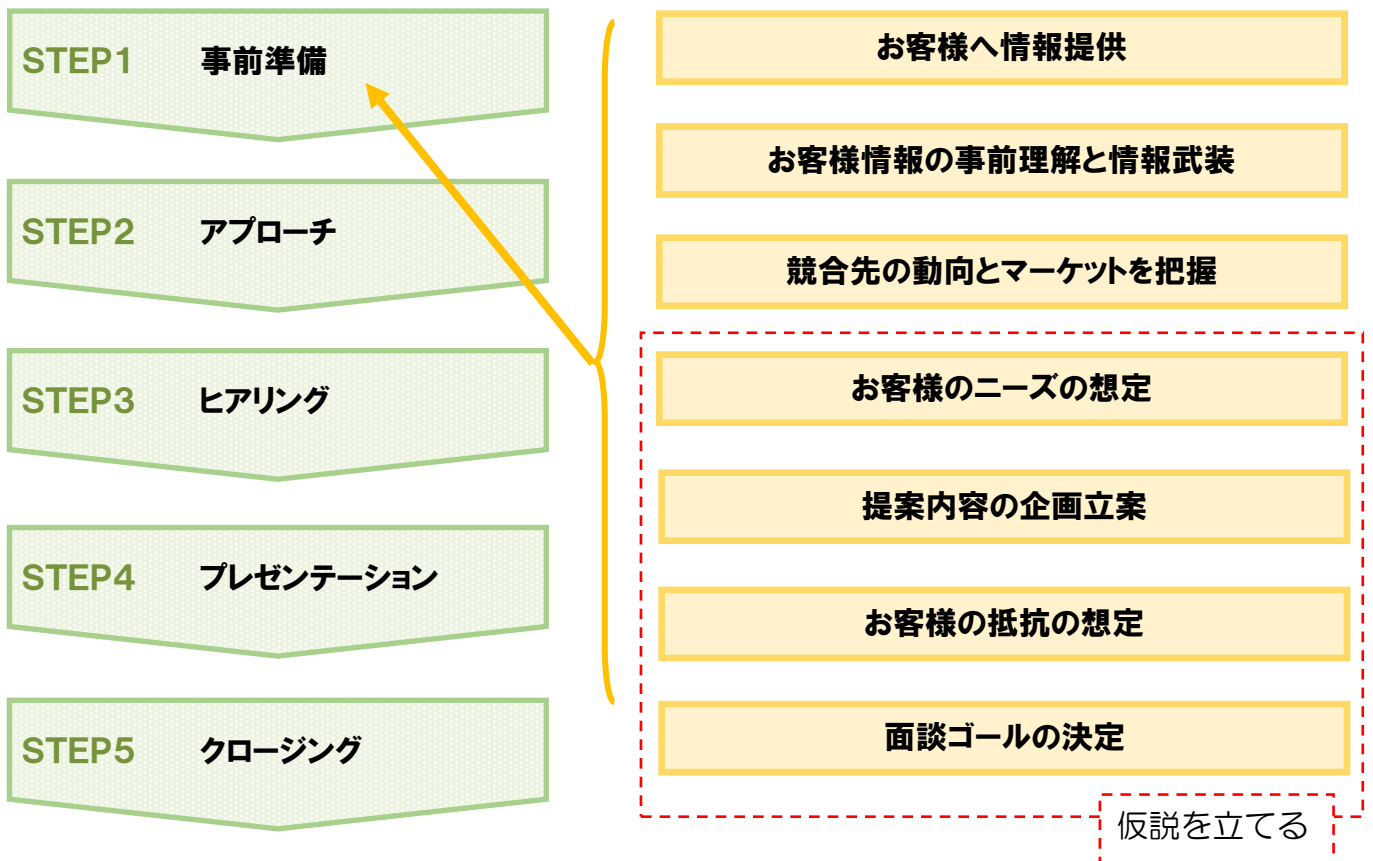 STEP1 事前準備
STEP2 アプローチ
STEP3 ヒアリング
STEP4 プレゼンテーション
STEP5 クロージング
お客様へ情報提供
お客様情報の事前理解と情報武装
競合先の動向とマーケットを把握
お客様のニーズの想定
提案内容の企画立案
お客様の抵抗の想定
面談ゴールの決定
仮説を立てる